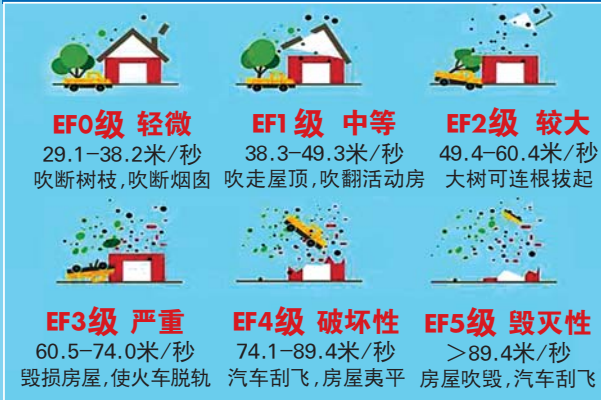 EF0级 轻微
29.1-38.2米/秒
吹断树枝,吹断烟囱
EF1级 中等
38.3-49.3米/秒
吹走屋顶,吹翻活动房
EF2级 较大
49.4-60.4米/秒
大树可连根拔起
EF3级 严重
60.5-74.0米/秒
毁损房屋,使火车脱轨
EF4级 破坏性
74.1-89.4米/秒
汽车刮飞,房屋夷平
EF5级 毁灭性
＞89.4米/秒
房屋吹毁,汽车刮飞